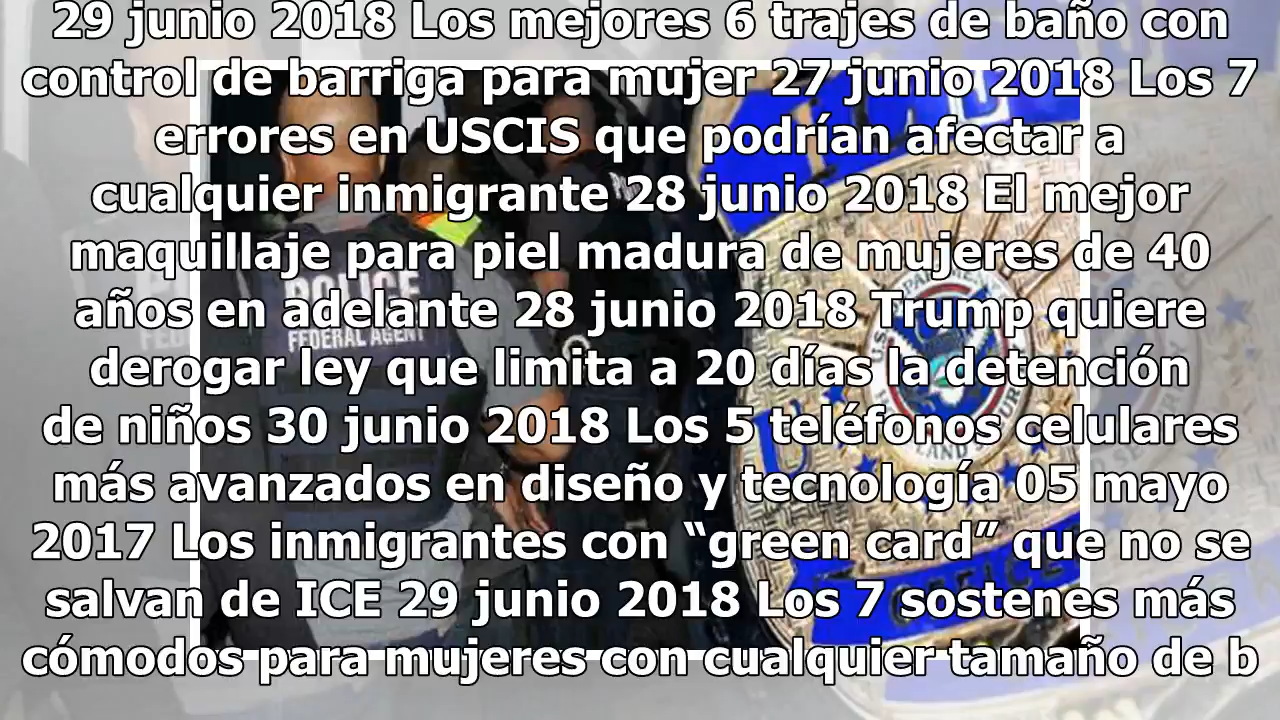 29 junio 2018 Los mejores 6 trajes de baño con
control de barriga para mujer 27 junio 2018 Los 7
errores en USCIS que podrían afectar a
cualquier inmigrante 28 junio 2018 El mejor
maquillaje para piel madura de mujeres de 40
años en adelante 28 junio 2018 Trump quiere
derogar ley que limita a 20 días la detención
de niños 30 junio 2018 Los 5 teléfonos celulares
más avanzados en diseño y tecnología 05 mayo
2017 Los inmigrantes con “green card” que no se
salvan de ICE 29 junio 2018 Los 7 sostenes más
cómodos para mujeres con cualquier tamaño de b
POLICE
FEDERAL AGENT